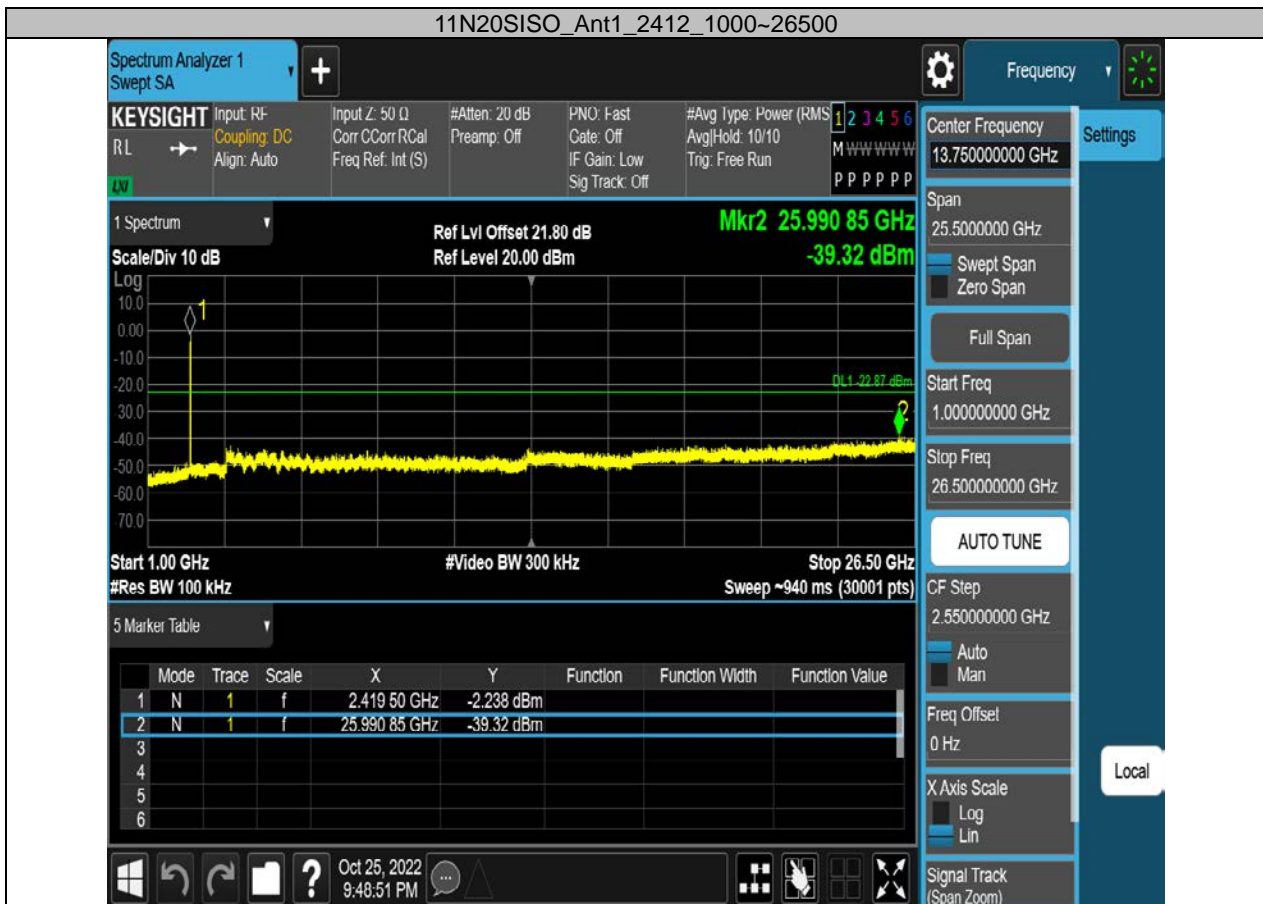 11N20SISO_Ant1_2412_1000~26500
Spectrum Analyzer 1
Swept SA
+
Frequency
KEYSIGHT
RL
LXI
Input: RF
Coupling: DC
Align: Auto
Input Z: 50 Ω
Corr CCorr RCal
Freq Ref: Int (S)
#Atten: 20 dB
Preamp: Off
PNO: Fast
Gate: Off
IF Gain: Low
Sig Track: Off
#Avg Type: Power (RMS
Avg|Hold: 10/10
Trig: Free Run
1 2 3 4 5 6
M W W W W W
P P P P P P
1 Spectrum
Scale/Div 10 dB
Ref Lvl Offset 21.80 dB
Ref Level 20.00 dBm
Mkr2 25.990 85 GHz
-39.32 dBm
Log
10.0
0.00
-10.0
-20.0
-30.0
-40.0
-50.0
-60.0
-70.0
1
DL1 -22.87 dBm
2
Start 1.00 GHz
#Video BW 300 kHz
Stop 26.50 GHz
#Res BW 100 kHz
Sweep ~940 ms (30001 pts)
5 Marker Table
Mode Trace Scale X Y Function Function Width Function Value
1 N 1 f 2.419 50 GHz -2.238 dBm
2 N 1 f 25.990 85 GHz -39.32 dBm
3
4
5
6
?
Oct 25, 2022
9:48:51 PM
Center Frequency
13.750000000 GHz
Span
25.5000000 GHz
Swept Span
Zero Span
Full Span
Start Freq
1.000000000 GHz
Stop Freq
26.500000000 GHz
AUTO TUNE
CF Step
2.550000000 GHz
Auto
Man
Freq Offset
0 Hz
X Axis Scale
Log
Lin
Signal Track
(Span Zoom)
Settings
Local